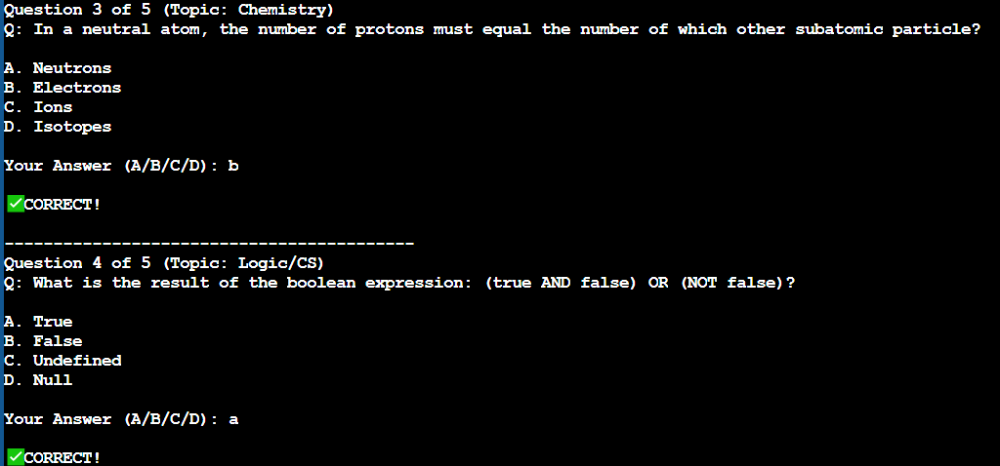 Question 3 of 5 (Topic: Chemistry)
Q: In a neutral atom, the number of protons must equal the number of which other subatomic particle?
A. Neutrons
B. Electrons
C. Ions
D. Isotopes
Your Answer (A/B/C/D): b
✅CORRECT!
------------------------------------------
Question 4 of 5 (Topic: Logic/CS)
Q: What is the result of the boolean expression: (true AND false) OR (NOT false)?
A. True
B. False
C. Undefined
D. Null
Your Answer (A/B/C/D): a
✅CORRECT!